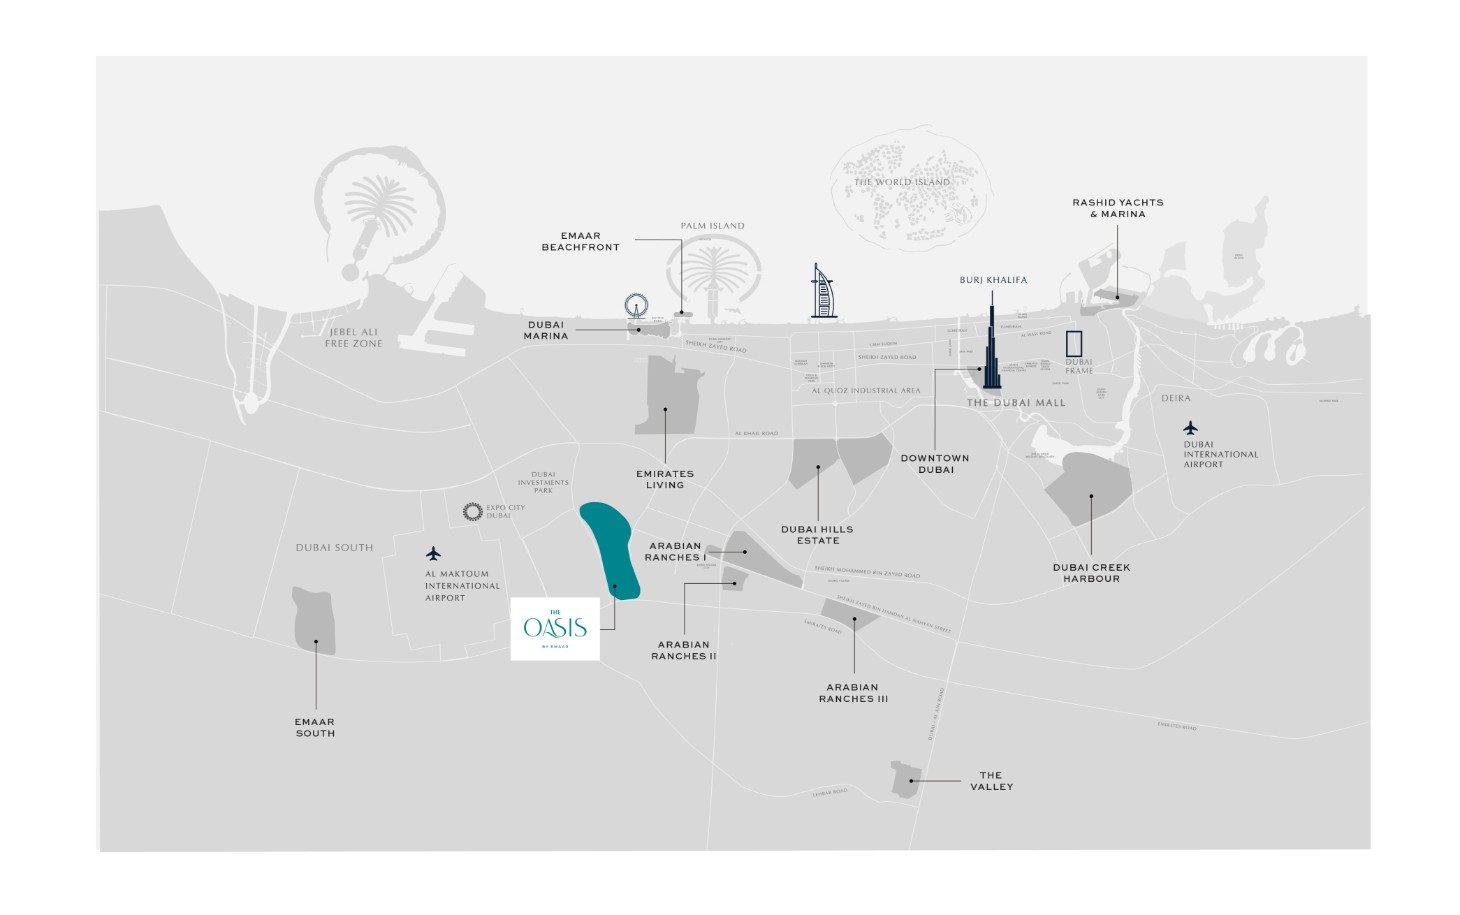 THE WORLD ISLAND
RASHID YACHTS
& MARINA
PALM ISLAND
EMAAR
BEACHFRONT
BURJ KHALIFA
DUBAI
MARINA
JEBEL ALI
FREE ZONE
SHEIKH ZAYED ROAD
SHEIKH ZAYED ROAD
AL WASL ROAD
DUBAI
FRAME
AL QUOZ INDUSTRIAL AREA
THE DUBAI MALL
DEIRA
AL KHAIL ROAD
DUBAI
INTERNATIONAL
AIRPORT
DOWNTOWN
DUBAI
EMIRATES
LIVING
DUBAI
INVESTMENTS
PARK
EXPO CITY
DUBAI
DUBAI HILLS
ESTATE
DUBAI SOUTH
ARABIAN
RANCHES I
AL MAKTOUM
INTERNATIONAL
AIRPORT
DUBAI CREEK
HARBOUR
SHEIKH MOHAMMED BIN ZAYED ROAD
SHEIKH ZAYED BIN HAMDAN AL NAHYAN STREET
EMIRATES ROAD
THE
OASIS
BY EMAAR
ARABIAN
RANCHES II
ARABIAN
RANCHES III
EMAAR
SOUTH
DUBAI - AL AIN ROAD
EMIRATES ROAD
THE
VALLEY
LEHBAB ROAD